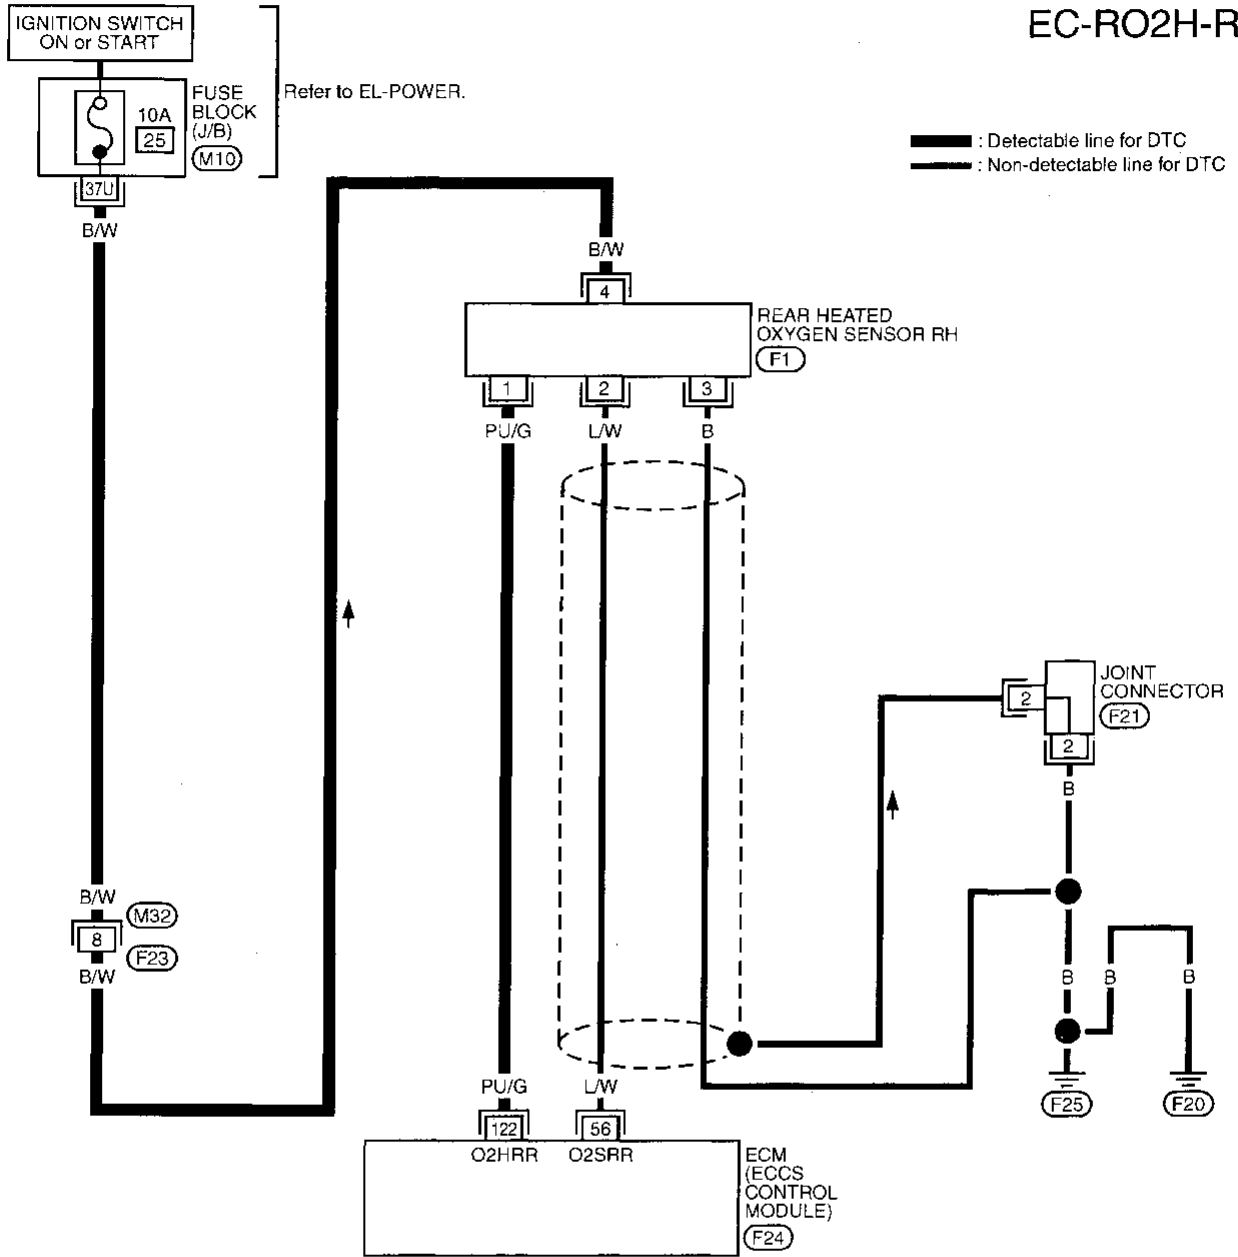 EC-RO2H-R
IGNITION SWITCH
ON or START
FUSE
BLOCK
(J/B)
M10
10A
25
Refer to EL-POWER.
37U
B/W
: Detectable line for DTC
: Non-detectable line for DTC
B/W
4
REAR HEATED
OXYGEN SENSOR RH
F1
1
2
3
PU/G
L/W
B
JOINT
CONNECTOR
F21
2
2
B
B/W
M32
8
F23
B/W
B
B
B
F25
F20
PU/G
L/W
122
56
O2HRR
O2SRR
ECM
(ECCS
CONTROL
MODULE)
F24